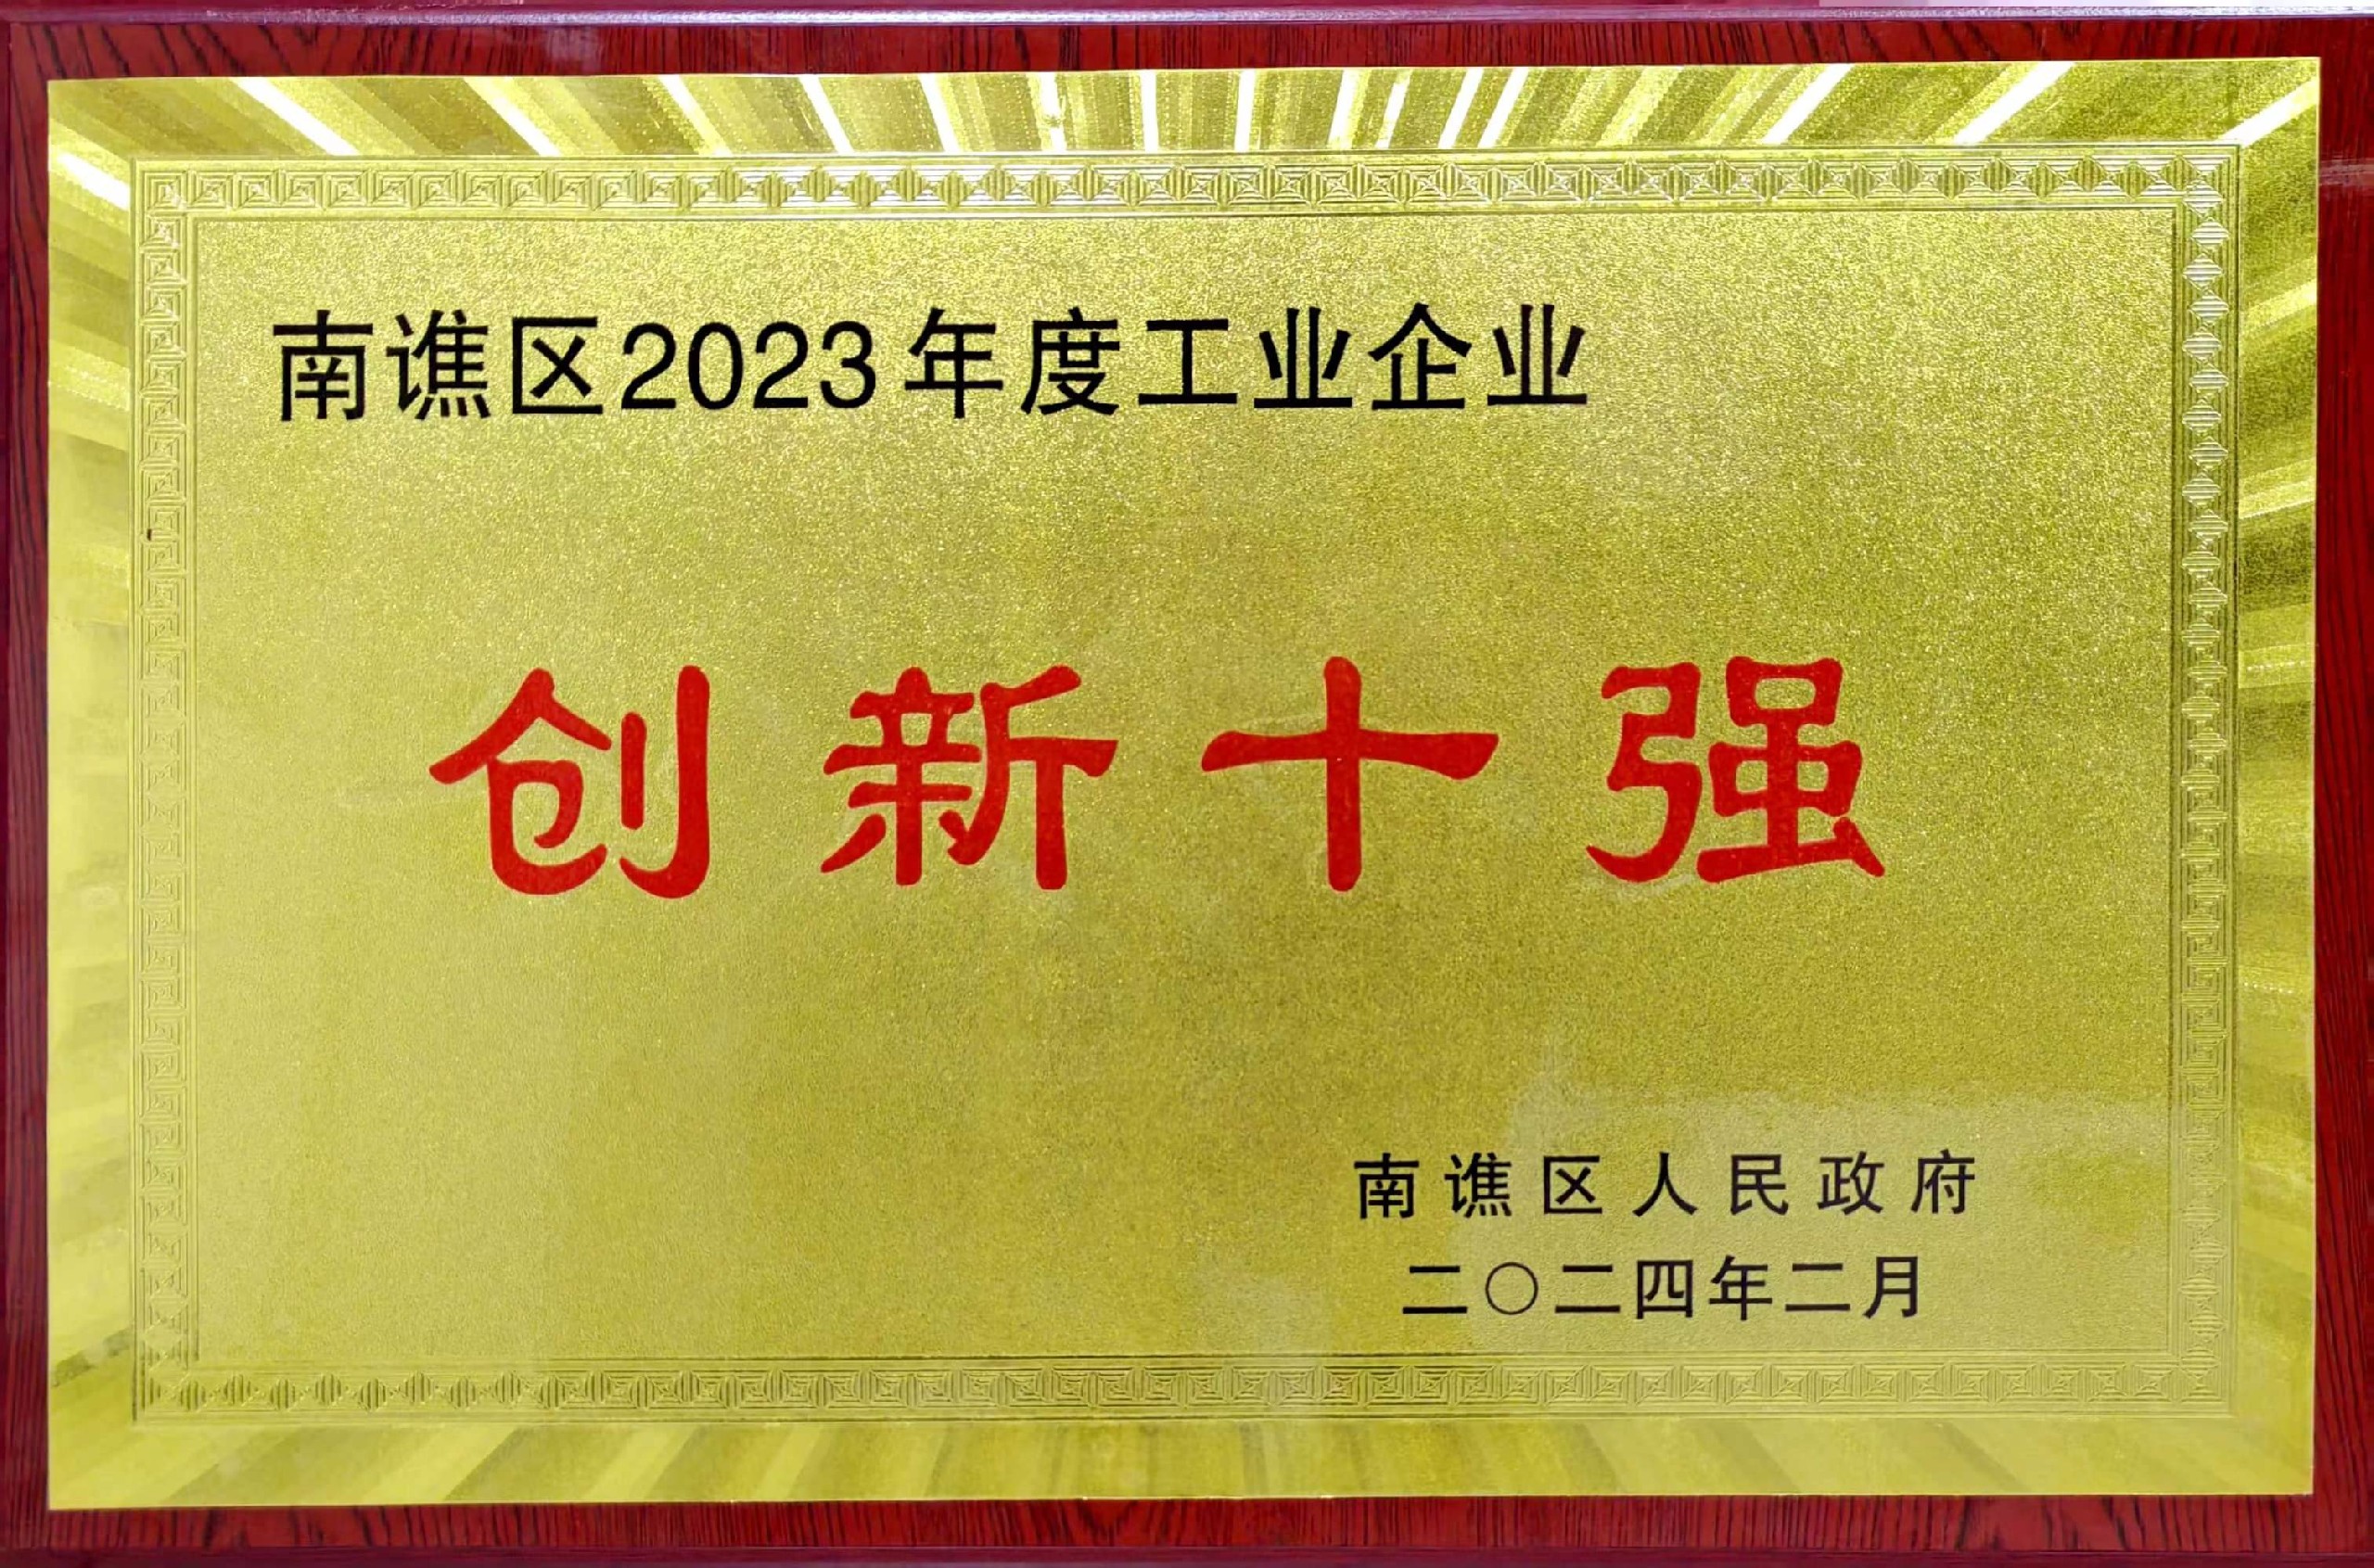 南谯区2023年度工业企业
创新十强
南谯区人民政府
二〇二四年二月